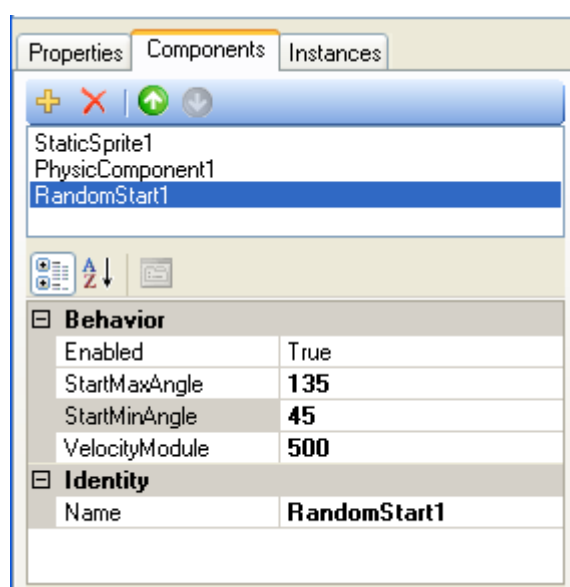 Properties Components Instances
StaticSprite1
PhysicComponent1
RandomStart1
Behavior
Enabled True
StartMaxAngle 135
StartMinAngle 45
VelocityModule 500
Identity
Name RandomStart1